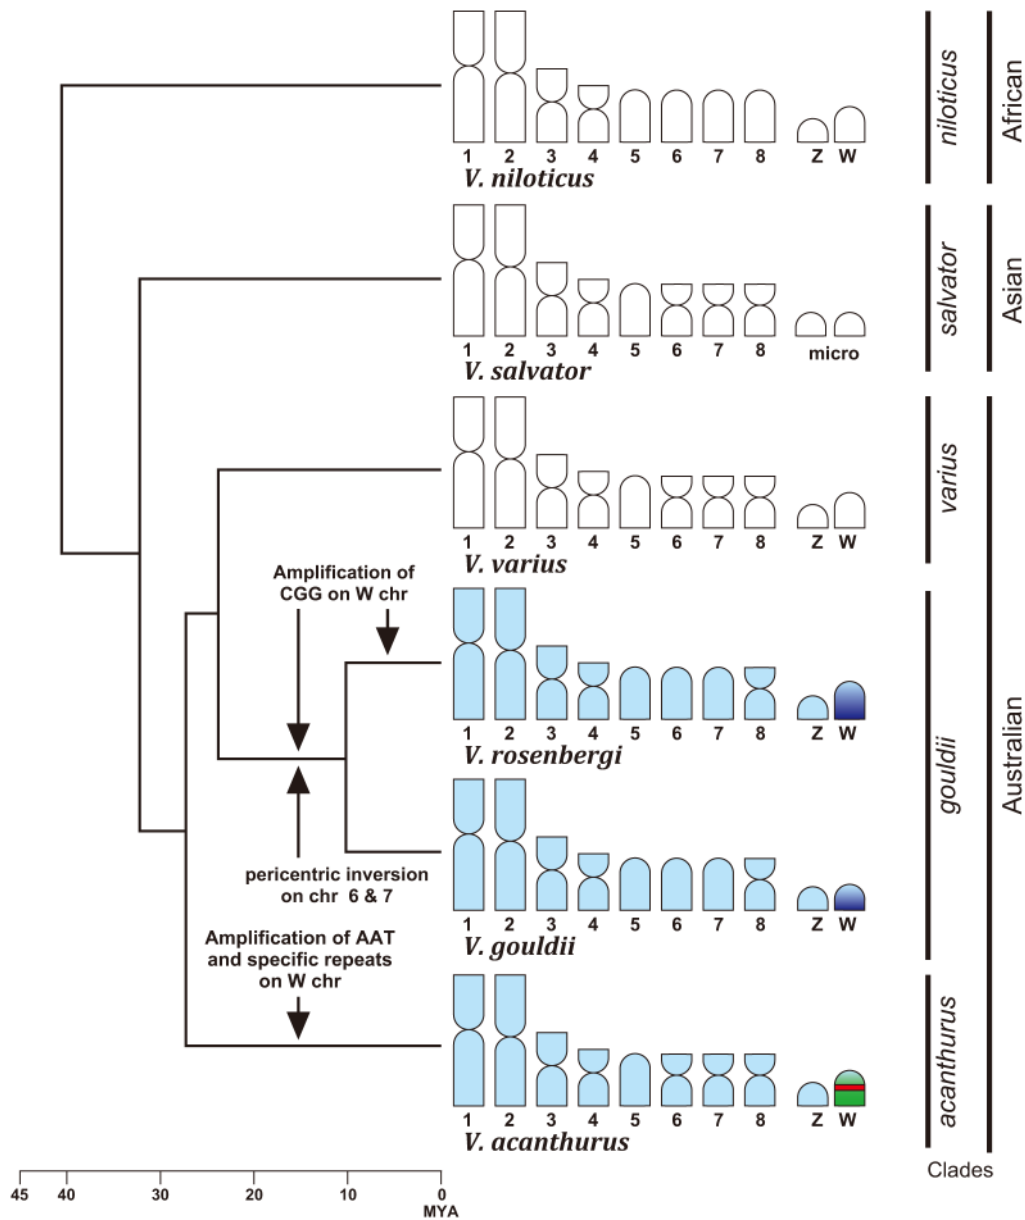 1 2 3 4 5 6 7 8 Z W
V. niloticus
niloticus
African
1 2 3 4 5 6 7 8 micro
V. salvator
salvator
Asian
1 2 3 4 5 6 7 8 Z W
V. varius
varius
Amplification of
CGG on W chr
1 2 3 4 5 6 7 8 Z W
V. rosenbergi
pericentric inversion
on chr 6 & 7
1 2 3 4 5 6 7 8 Z W
V. gouldii
gouldii
Australian
Amplification of AAT
and specific repeats
on W chr
1 2 3 4 5 6 7 8 Z W
V. acanthurus
acanthurus
Clades
45 40 30 20 10 0
MYA